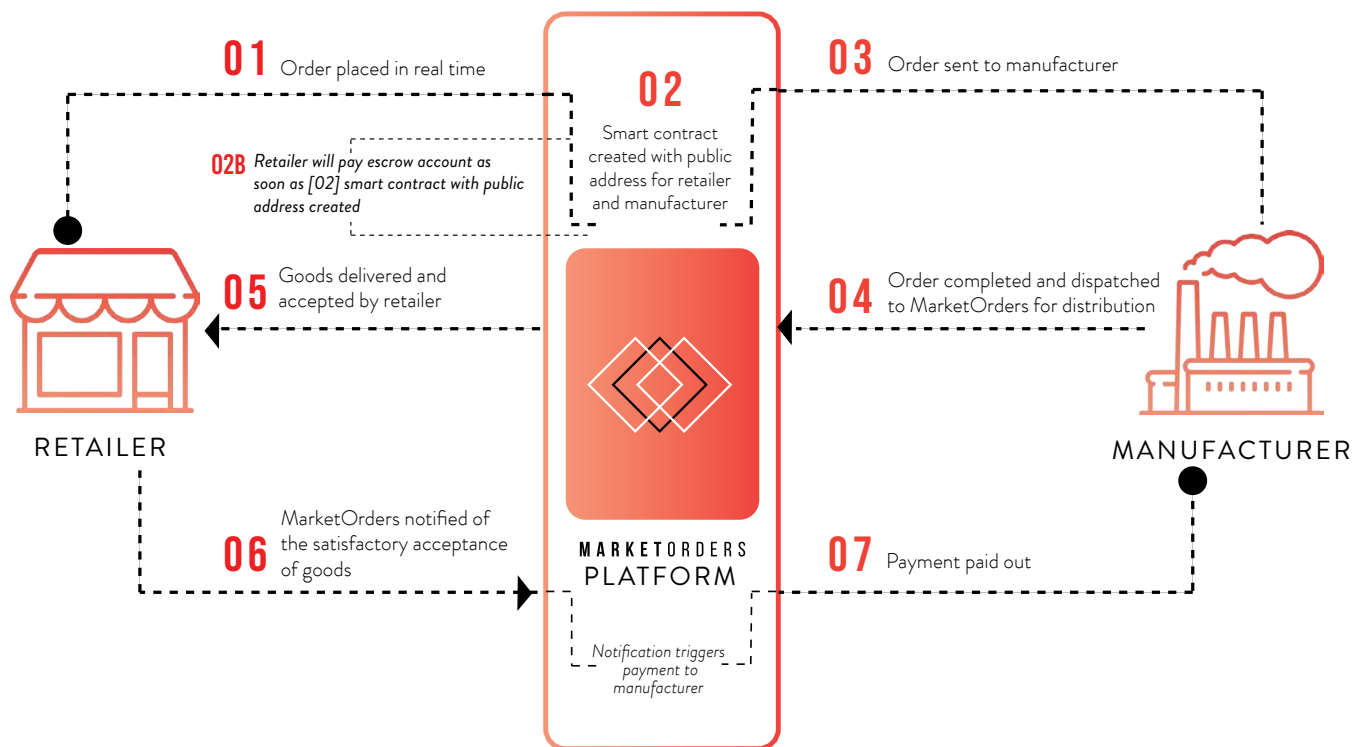 01 Order placed in real time
02
Smart contract
created with public
address for retailer
and manufacturer
02B Retailer will pay escrow account as
soon as [02] smart contract with public
address created
03 Order sent to manufacturer
04 Order completed and dispatched
to MarketOrders for distribution
05 Goods delivered and
accepted by retailer
RETAILER
MANUFACTURER
MARKETORDERS
PLATFORM
06 MarketOrders notified of
the satisfactory acceptance
of goods
Notification triggers
payment to
manufacturer
07 Payment paid out